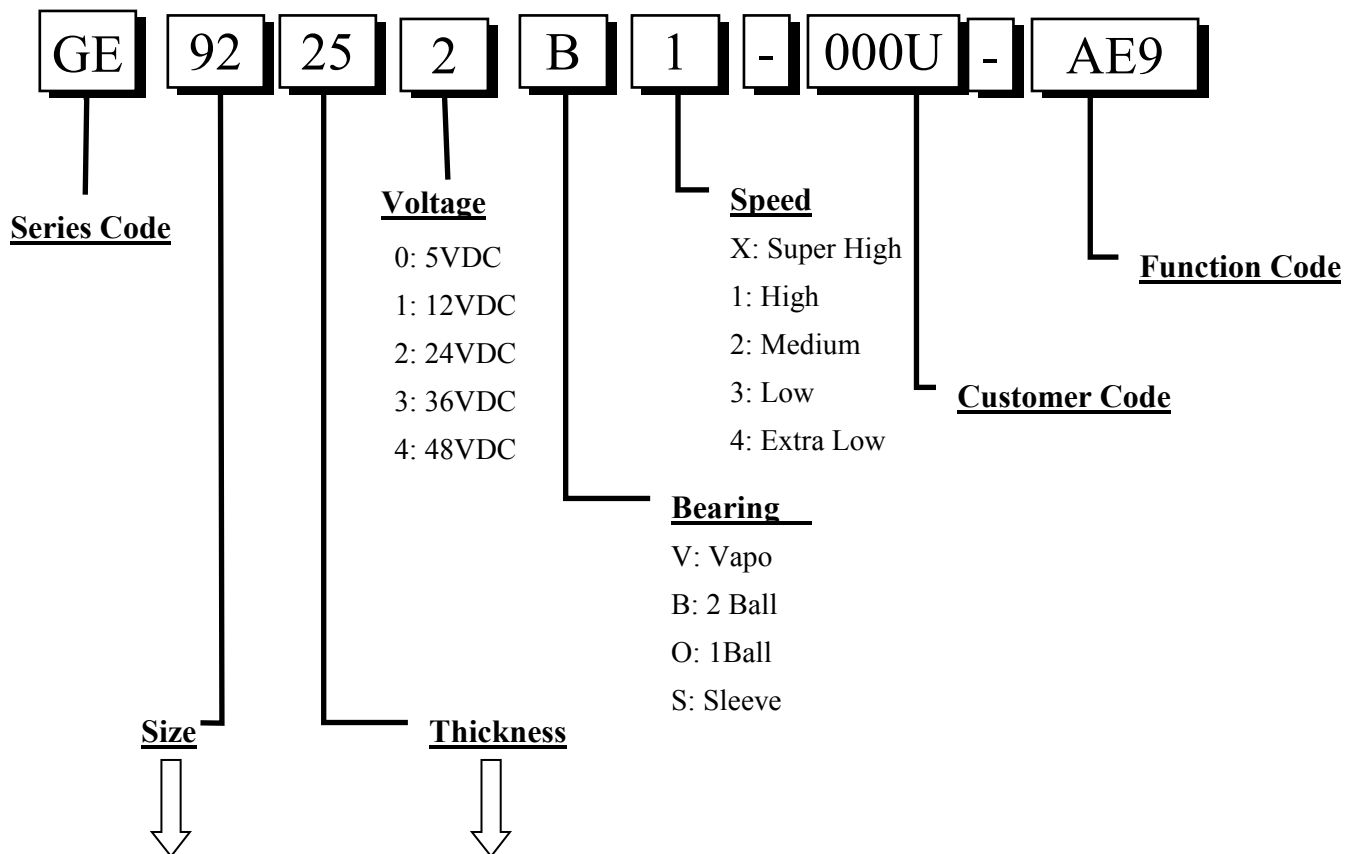 GE 92 25 2 B 1 - 000U - AE9
Series Code
Voltage
0: 5VDC
1: 12VDC
2: 24VDC
3: 36VDC
4: 48VDC
Speed
X: Super High
1: High
2: Medium
3: Low
4: Extra Low
Function Code
Customer Code
Bearing
V: Vapo
B: 2 Ball
O: 1Ball
S: Sleeve
Size
Thickness